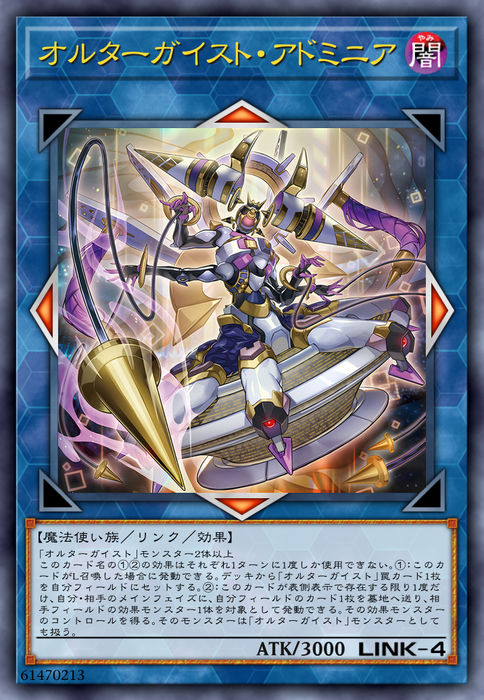 オルターガイスト・アドミニア
やみ
闇
【魔法使い族／リンク／効果】
「オルターガイスト」モンスター2体以上
このカード名の①②の効果はそれぞれ1ターンに1度しか使用できない。①：このカ
ードがL召喚した場合に発動できる。デッキから「オルターガイスト」罠カード1枚
を自分フィールドにセットする。②：このカードが表側表示で存在する限り1度だ
け、自分・相手のメインフェイズに、自分フィールドのカード1枚を墓地へ送り、相
手フィールドの効果モンスター1体を対象として発動できる。その効果モンスター
のコントロールを得る。そのモンスターは「オルターガイスト」モンスターとして
も扱う。
ATK/3000 LINK-4
61470213